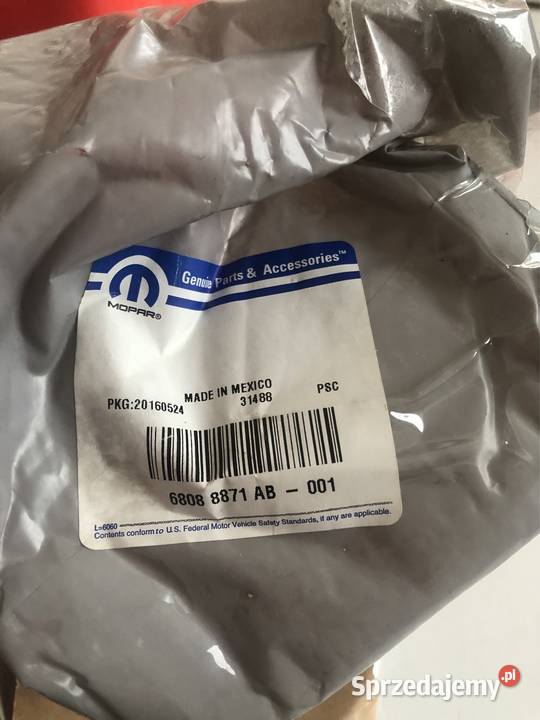 Genuine Parts & Accessories™
MOPAR®
MADE IN MEXICO
PKG:20160524 31488 PSC
6808 8871 AB - 001
L=6060
Contents conform to U.S. Federal Motor Vehicle Safety Standards, if any are applicable.
Sprzedajemy.pl